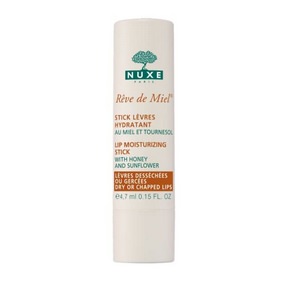 NUXE
PARIS
Rêve de Miel®
STICK LÈVRES
HYDRATANT
AU MIEL ET TOURNESOL
LIP MOISTURIZING
STICK
WITH HONEY
AND SUNFLOWER
LÈVRES DESSÉCHÉES
OU GERCÉES
DRY OR CHAPPED LIPS
e4,7 ml 0.15 FL. OZ